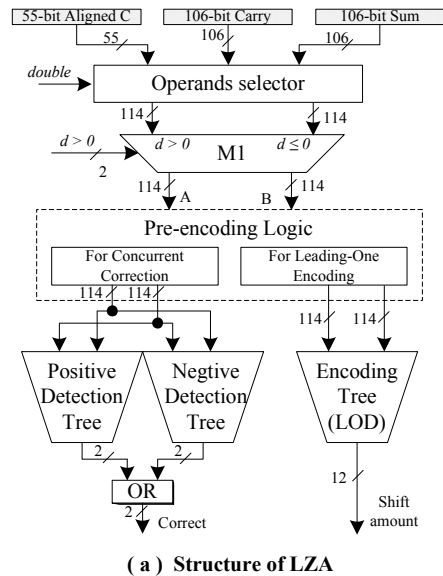 55-bit Aligned C 106-bit Carry 106-bit Sum
55 106 106
double
Operands selector
114 114
d > 0 d > 0 d ≤ 0
2
M1
114 A B 114
Pre-encoding Logic
For Concurrent
Correction
For Leading-One
Encoding
114 114 114 114
Positive
Detection
Tree
Negtive
Detection
Tree
Encoding
Tree
(LOD)
2 2
OR
2
Correct
12
Shift
amount
( a ) Structure of LZA